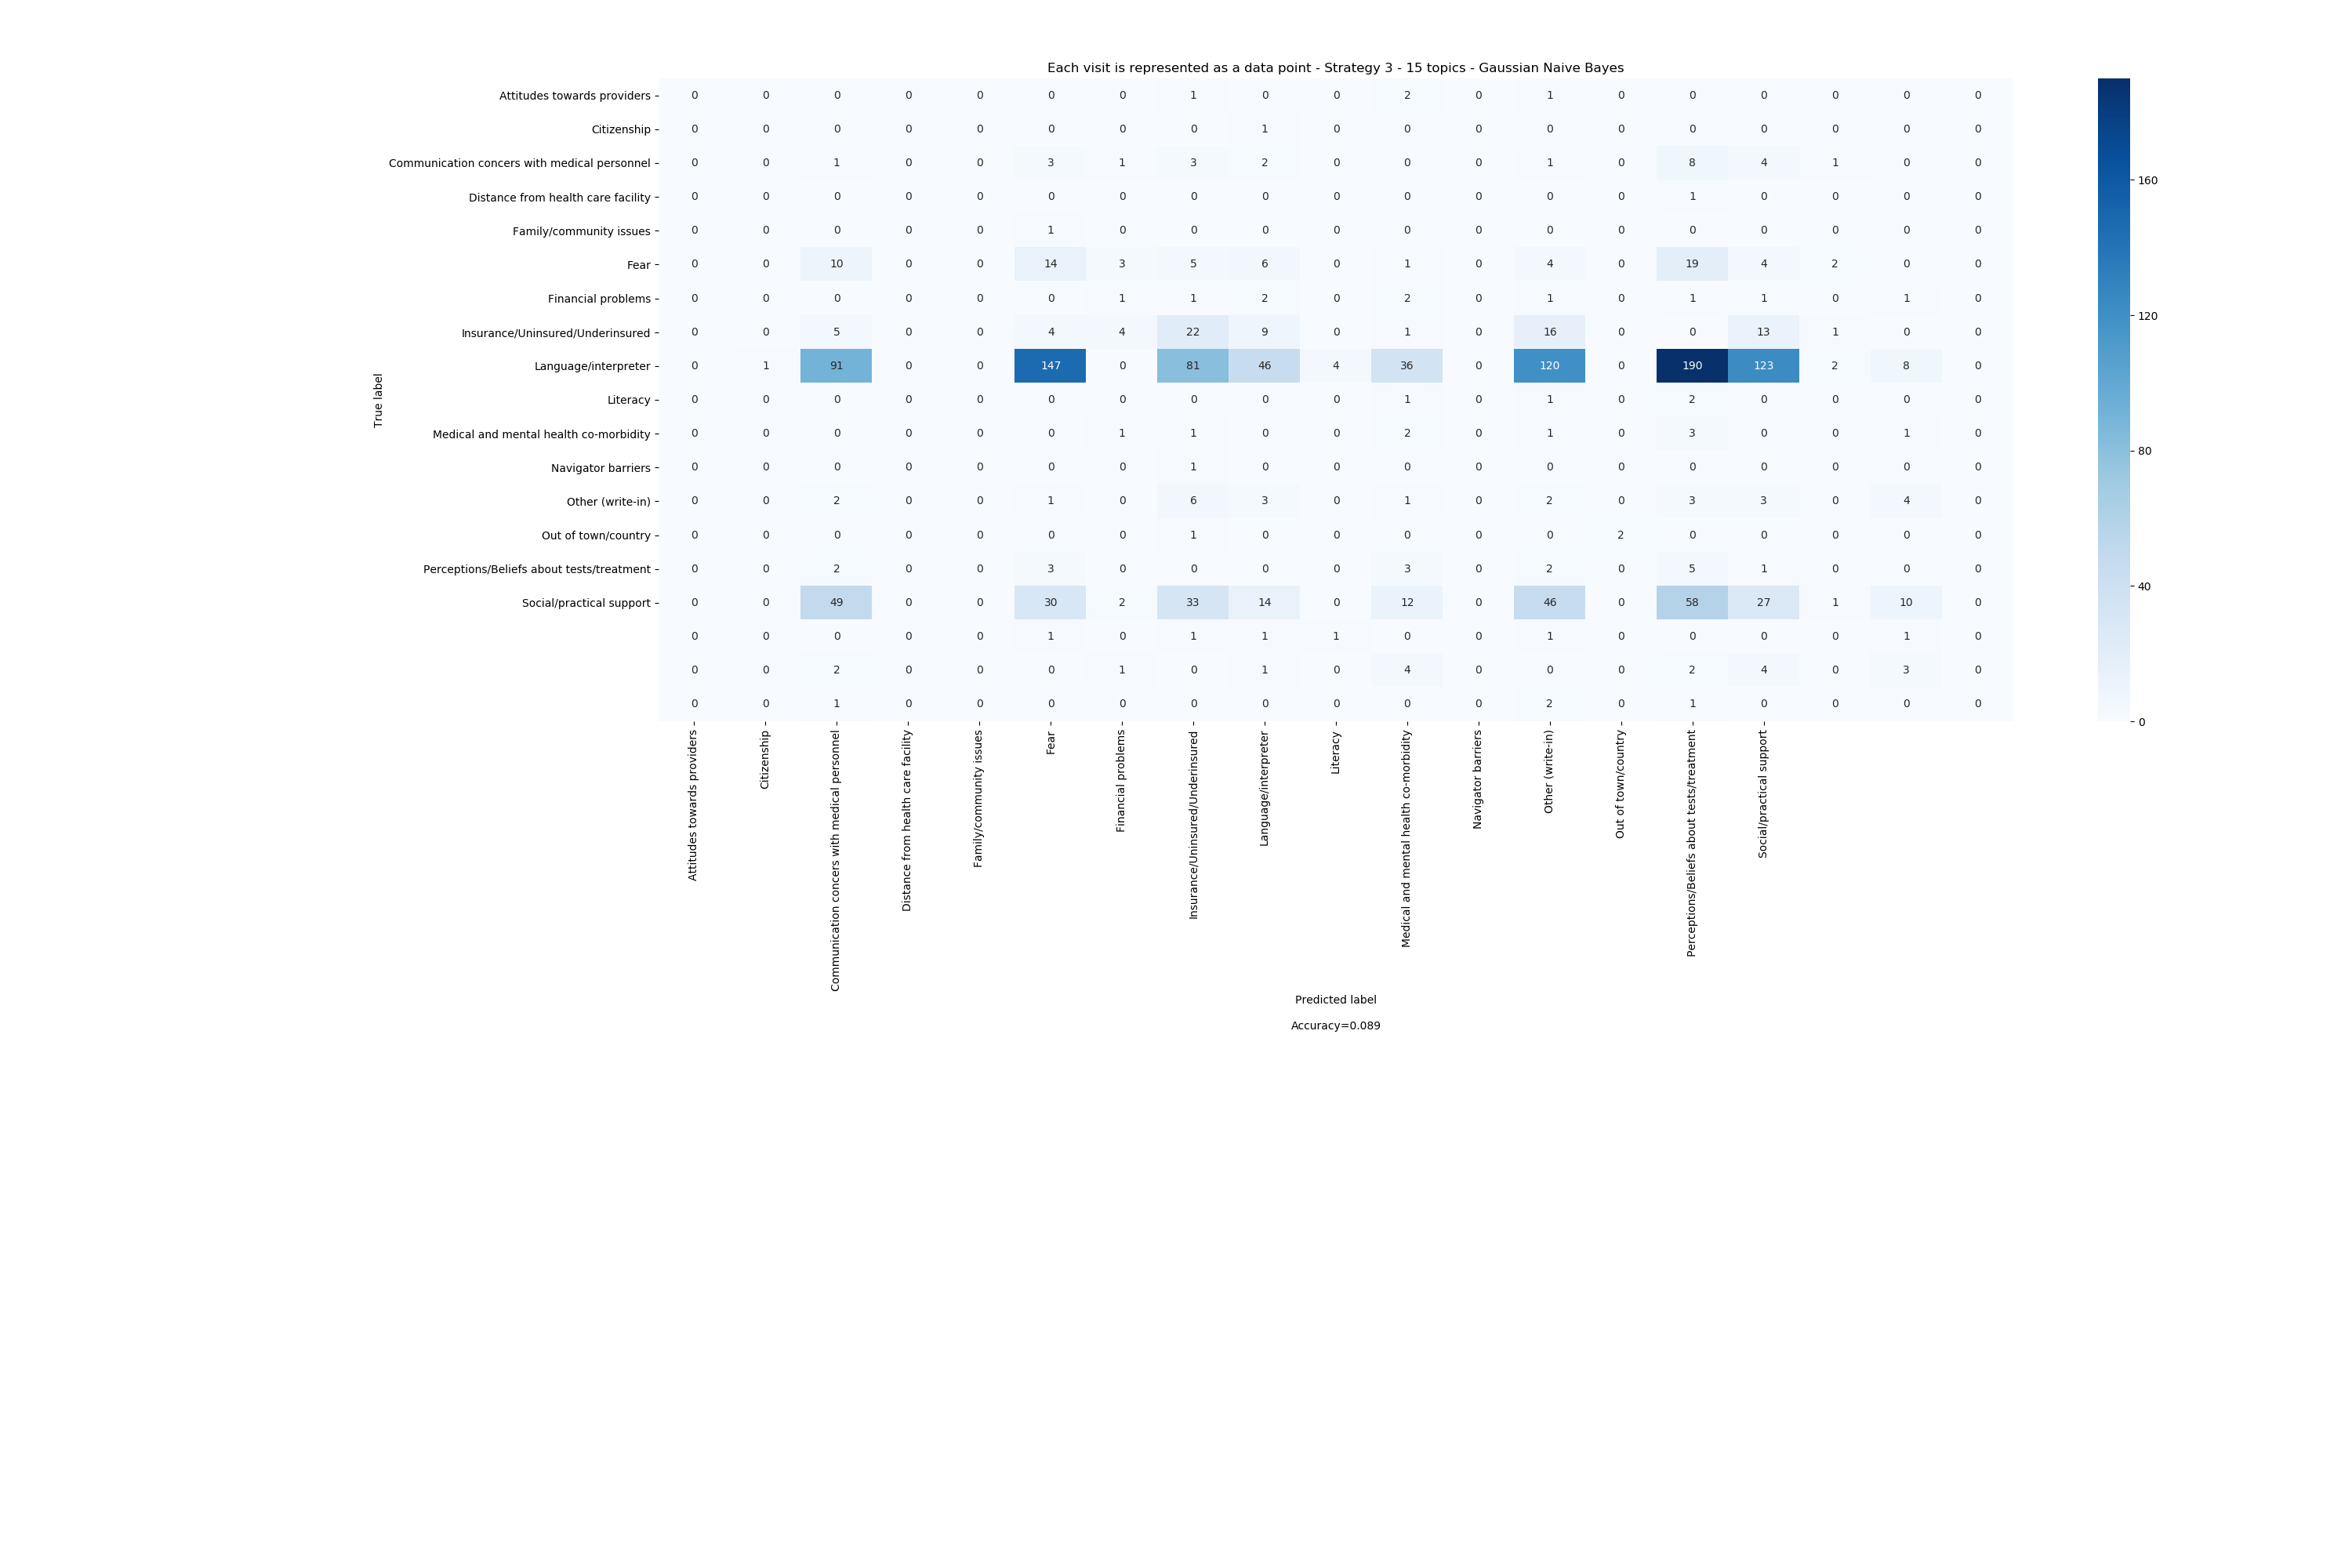 Each visit is represented as a data point - Strategy 3 - 15 topics - Gaussian Naive Bayes
Attitudes towards providers 0 0 0 0 0 0 0 1 0 0 2 0 1 0 0 0 0 0 0
Citizenship 0 0 0 0 0 0 0 0 1 0 0 0 0 0 0 0 0 0 0
Communication concers with medical personnel 0 0 1 0 0 3 1 3 2 0 0 0 1 0 8 4 1 0 0
Distance from health care facility 0 0 0 0 0 0 0 0 0 0 0 0 0 0 1 0 0 0 0
Family/community issues 0 0 0 0 0 1 0 0 0 0 0 0 0 0 0 0 0 0 0
Fear 0 0 10 0 0 14 3 5 6 0 1 0 4 0 19 4 2 0 0
Financial problems 0 0 0 0 0 0 1 1 2 0 2 0 1 0 1 1 0 1 0
Insurance/Uninsured/Underinsured 0 0 5 0 0 4 4 22 9 0 1 0 16 0 0 13 1 0 0
Language/interpreter 0 1 91 0 0 147 0 81 46 4 36 0 120 0 190 123 2 8 0
Literacy 0 0 0 0 0 0 0 0 0 0 1 0 1 0 2 0 0 0 0
Medical and mental health co-morbidity 0 0 0 0 0 0 1 1 0 0 2 0 1 0 3 0 0 1 0
Navigator barriers 0 0 0 0 0 0 0 1 0 0 0 0 0 0 0 0 0 0 0
Other (write-in) 0 0 2 0 0 1 0 6 3 0 1 0 2 0 3 3 0 4 0
Out of town/country 0 0 0 0 0 0 0 1 0 0 0 0 0 2 0 0 0 0 0
Perceptions/Beliefs about tests/treatment 0 0 2 0 0 3 0 0 0 0 3 0 2 0 5 1 0 0 0
Social/practical support 0 0 49 0 0 30 2 33 14 0 12 0 46 0 58 27 1 10 0
0 0 0 0 0 1 0 1 1 1 0 0 1 0 0 0 0 1 0
0 0 2 0 0 0 1 0 1 0 4 0 0 0 2 4 0 3 0
0 0 1 0 0 0 0 0 0 0 0 0 2 0 1 0 0 0 0
True label
Attitudes towards providers
Citizenship
Communication concers with medical personnel
Distance from health care facility
Family/community issues
Fear
Financial problems
Insurance/Uninsured/Underinsured
Language/interpreter
Literacy
Medical and mental health co-morbidity
Navigator barriers
Other (write-in)
Out of town/country
Perceptions/Beliefs about tests/treatment
Social/practical support
Predicted label
Accuracy=0.089
160
120
80
40
0